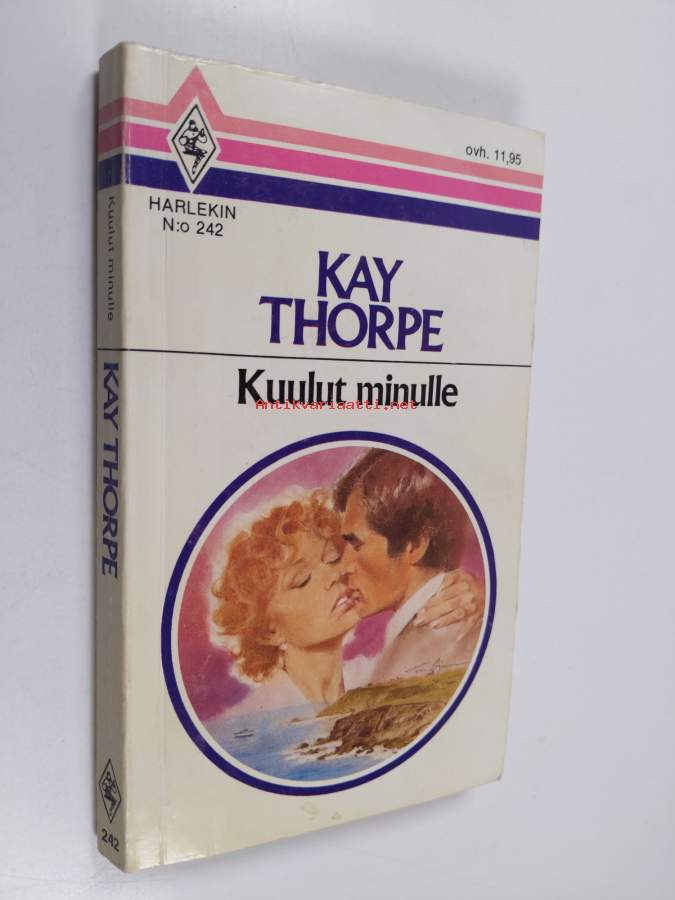 ovh. 11,95
HARLEKIN
N:o 242
KAY
THORPE
Kuulut minulle
Antikvariaatti.net
Kuulut minulle
KAY THORPE
242